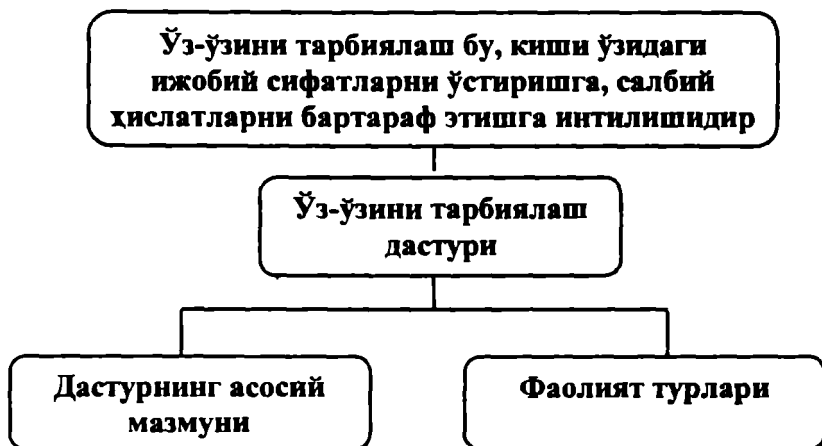 Ўз-ўзини тарбиялаш бу, киши ўзидаги
ижобий сифатларни ўстиришга, салбий
ҳислатларни бартараф этишга интилишидир
Ўз-ўзини тарбиялаш
дастури
Дастурнинг асосий
мазмуни
Фаолият турлари